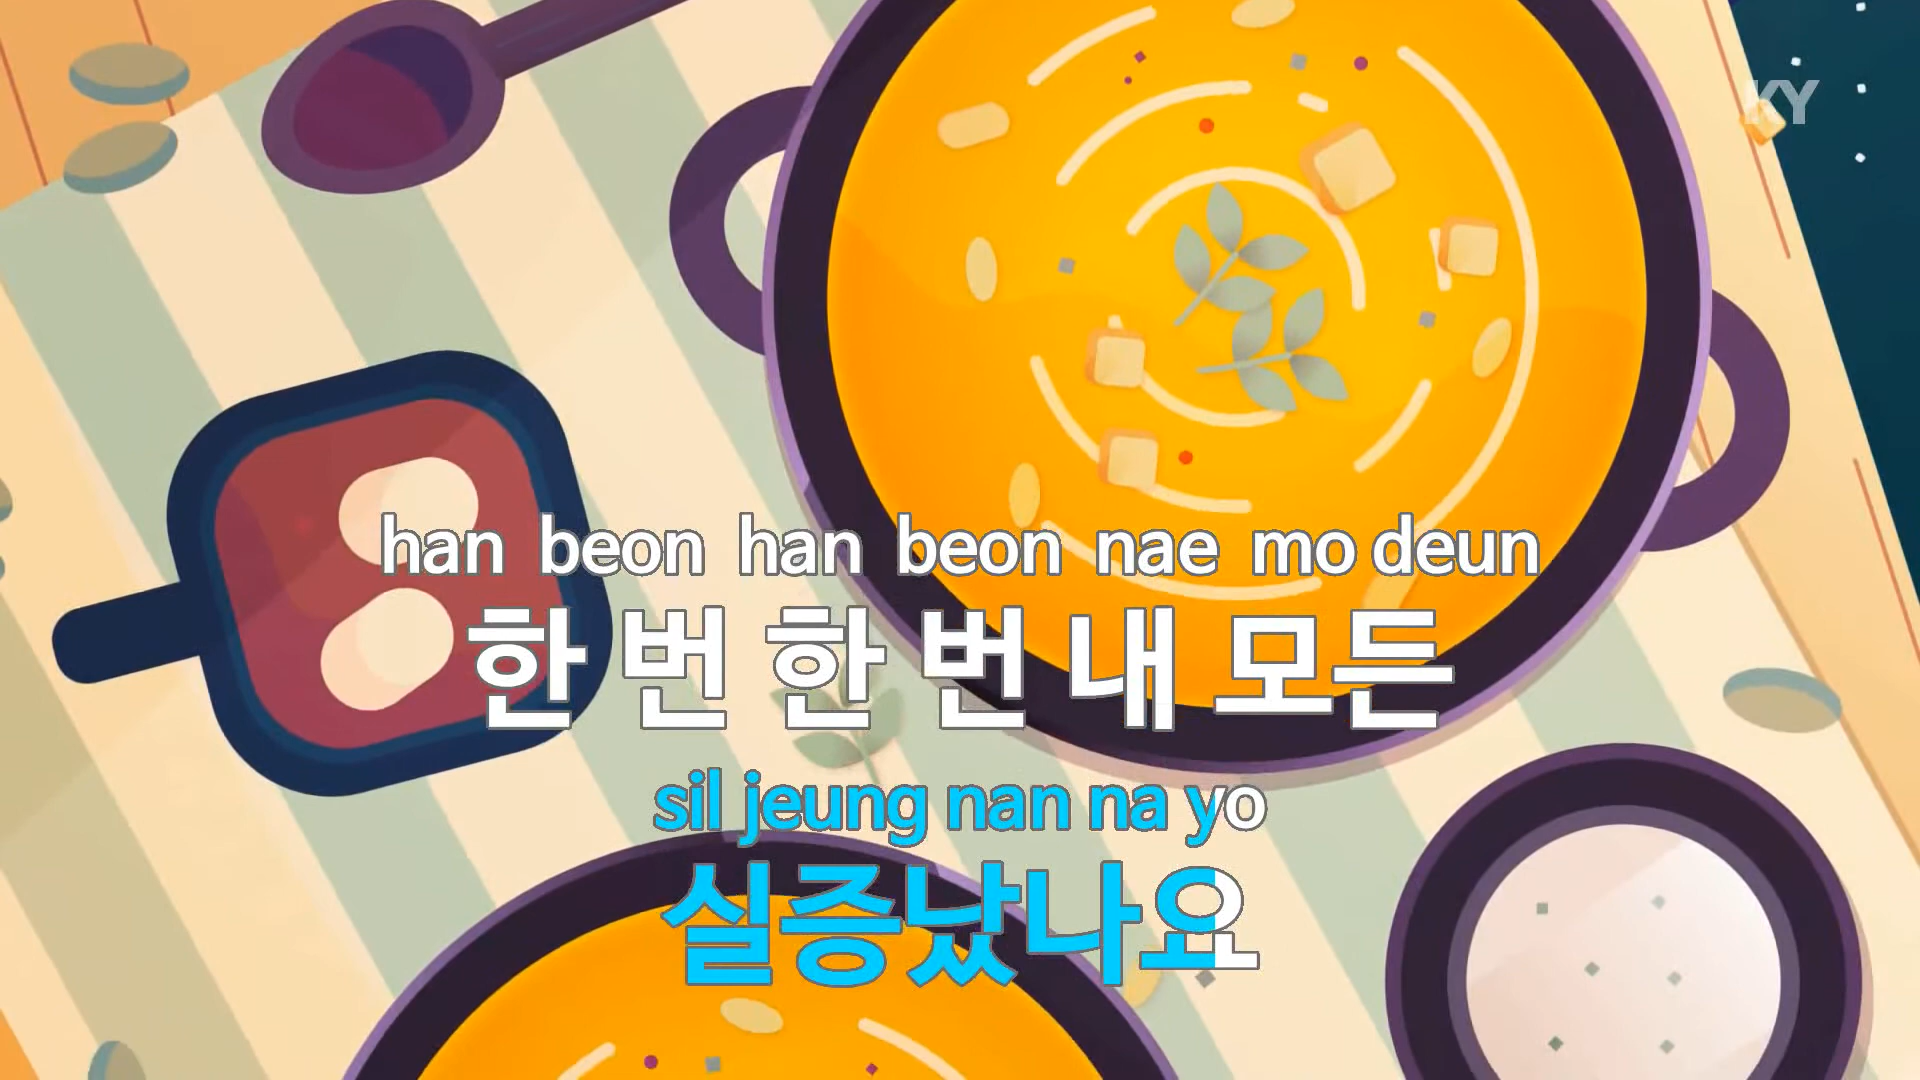 KY
han beon han beon nae mo deun
한 번 한 번 내 모든
sil jeung nan na yo
실증났나요